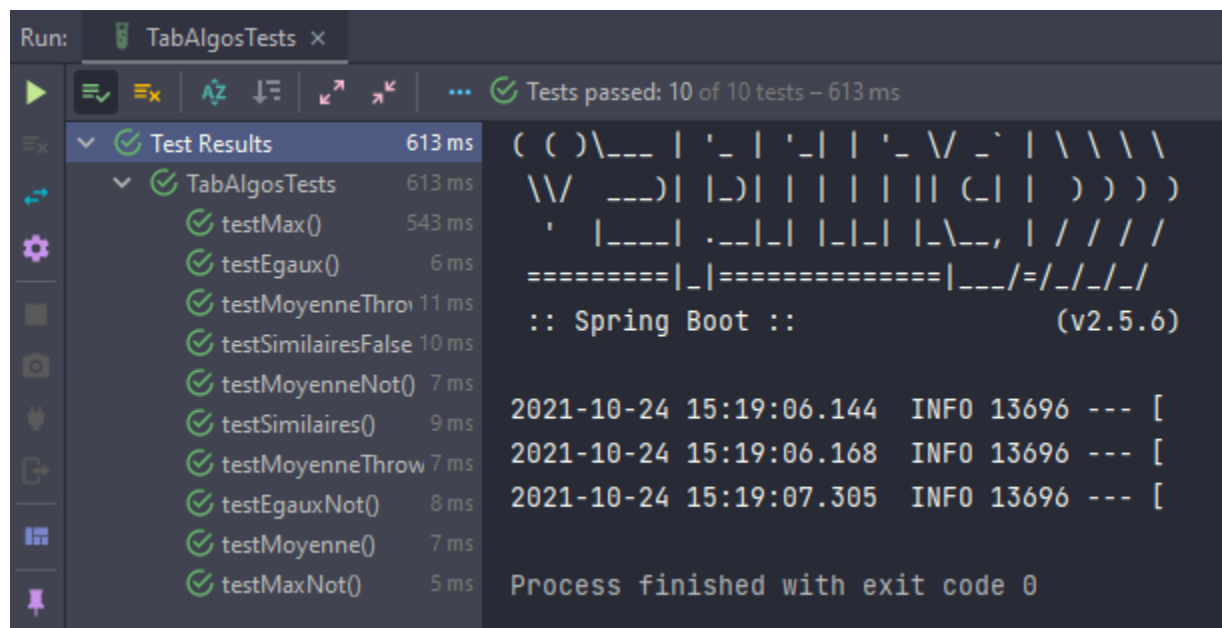 Run: TabAlgosTests ×
Tests passed: 10 of 10 tests – 613 ms
Test Results 613 ms
TabAlgosTests 613 ms
testMax() 543 ms
testEgaux() 6 ms
testMoyenneThrov 11 ms
testSimilairesFalse 10 ms
testMoyenneNot() 7 ms
testSimilaires() 9 ms
testMoyenneThrow 7 ms
testEgauxNot() 8 ms
testMoyenne() 7 ms
testMaxNot() 5 ms
( ( )\___ | '_ | '_| | '_ \/ _` | \ \ \ \
\\/  ___)| |_)| | | | | || (_| |  ) ) ) )
'  |____| .__|_| |_|_| |_\__, | / / / /
=========|_|==============|___/=/_/_/_/
:: Spring Boot :: (v2.5.6)
2021-10-24 15:19:06.144  INFO 13696 --- [
2021-10-24 15:19:06.168  INFO 13696 --- [
2021-10-24 15:19:07.305  INFO 13696 --- [
Process finished with exit code 0